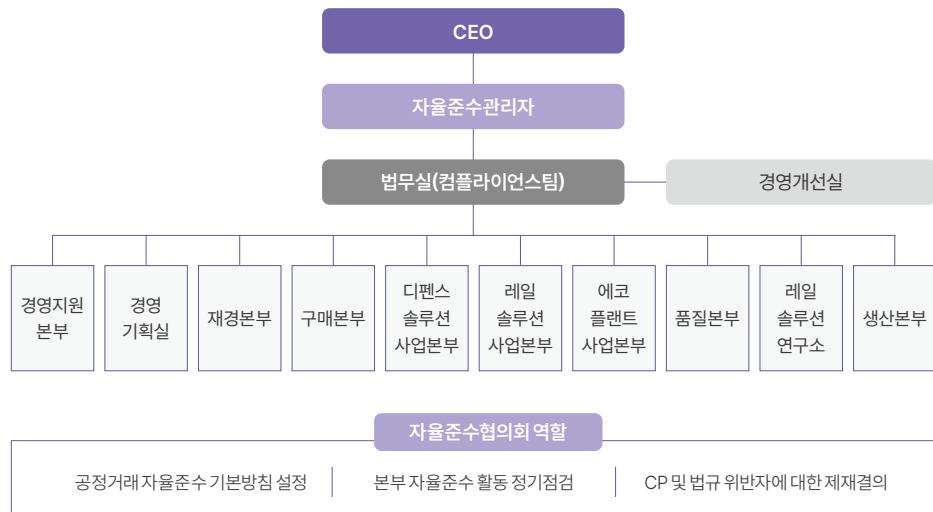 CEO
자율준수관리자
법무실(컴플라이언스팀)
경영개선실
경영지원
본부
경영
기획실
재경본부
구매본부
디펜스
솔루션
사업본부
레일
솔루션
사업본부
에코
플랜트
사업본부
품질본부
레일
솔루션
연구소
생산본부
자율준수협의회 역할
공정거래 자율준수 기본방침 설정
본부 자율준수 활동 정기점검
CP 및 법규 위반자에 대한 제재결의